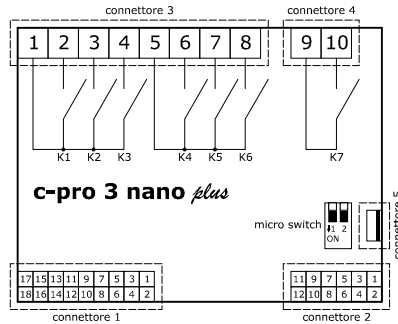 connettore 3 connettore 4
1 2 3 4 5 6 7 8 9 10
K1 K2 K3 K4 K5 K6 K7
c-pro 3 nano plus
micro switch
1 2
ON
connettore 5
17 15 13 11 9 7 5 3 1 11 9 7 5 3 1
18 16 14 12 10 8 6 4 2 12 10 8 6 4 2
connettore 1 connettore 2